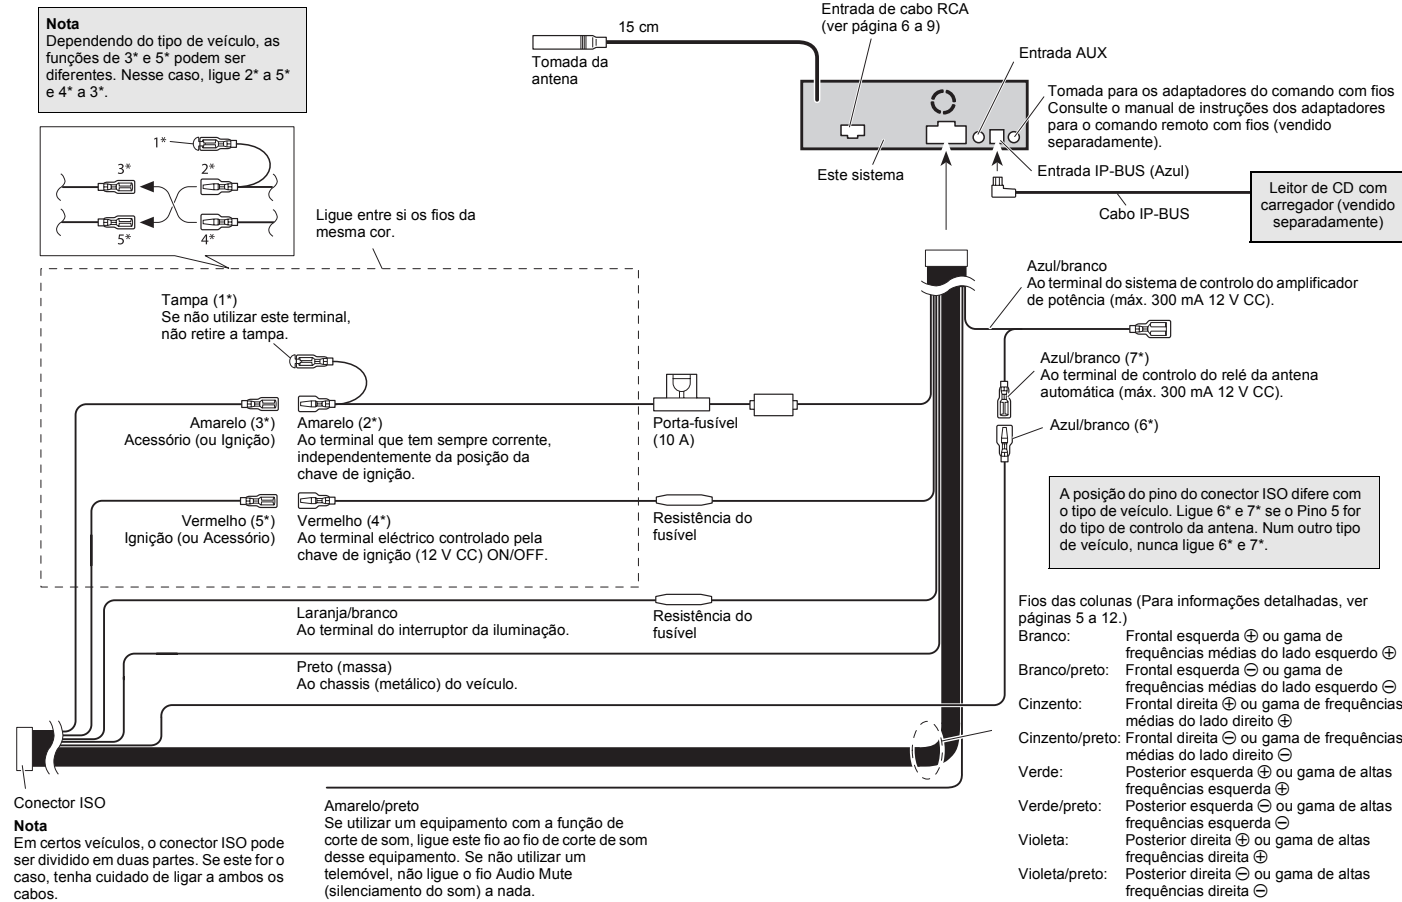 Nota
Dependendo do tipo de veículo, as
funções de 3* e 5* podem ser
diferentes. Nesse caso, ligue 2* a 5*
e 4* a 3*.
1*
3*
2*
5*
4*
Ligue entre si os fios da
mesma cor.
15 cm
Tomada da
antena
Entrada de cabo RCA
(ver página 6 a 9)
Entrada AUX
Tomada para os adaptadores do comando com fios
Consulte o manual de instruções dos adaptadores
para o comando remoto com fios (vendido
separadamente).
Este sistema
Entrada IP-BUS (Azul)
Cabo IP-BUS
Leitor de CD com
carregador (vendido
separadamente)
Azul/branco
Ao terminal do sistema de controlo do amplificador
de potência (máx. 300 mA 12 V CC).
Tampa (1*)
Se não utilizar este terminal,
não retire a tampa.
Azul/branco (7*)
Ao terminal de controlo do relé da antena
automática (máx. 300 mA 12 V CC).
Azul/branco (6*)
Amarelo (3*)
Acessório (ou Ignição)
Amarelo (2*)
Ao terminal que tem sempre corrente,
independentemente da posição da
chave de ignição.
Porta-fusível
(10 A)
A posição do pino do conector ISO difere com
o tipo de veículo. Ligue 6* e 7* se o Pino 5 for
do tipo de controlo da antena. Num outro tipo
de veículo, nunca ligue 6* e 7*.
Vermelho (5*)
Ignição (ou Acessório)
Vermelho (4*)
Ao terminal eléctrico controlado pela
chave de ignição (12 V CC) ON/OFF.
Resistência do
fusível
Laranja/branco
Ao terminal do interruptor da iluminação.
Resistência do
fusível
Preto (massa)
Ao chassis (metálico) do veículo.
Fios das colunas (Para informações detalhadas, ver
páginas 5 a 12.)
Branco: Frontal esquerda ⊕ ou gama de
frequências médias do lado esquerdo ⊕
Branco/preto: Frontal esquerda ⊖ ou gama de
frequências médias do lado esquerdo ⊖
Cinzento: Frontal direita ⊕ ou gama de frequências
médias do lado direito ⊕
Cinzento/preto: Frontal direita ⊖ ou gama de frequências
médias do lado direito ⊖
Verde: Posterior esquerda ⊕ ou gama de altas
frequências esquerda ⊕
Verde/preto: Posterior esquerda ⊖ ou gama de altas
frequências esquerda ⊖
Violeta: Posterior direita ⊕ ou gama de altas
frequências direita ⊕
Violeta/preto: Posterior direita ⊖ ou gama de altas
frequências direita ⊖
Conector ISO
Nota
Em certos veículos, o conector ISO pode
ser dividido em duas partes. Se este for o
caso, tenha cuidado de ligar a ambos os
cabos.
Amarelo/preto
Se utilizar um equipamento com a função de
corte de som, ligue este fio ao fio de corte de som
desse equipamento. Se não utilizar um
telemóvel, não ligue o fio Audio Mute
(silenciamento do som) a nada.